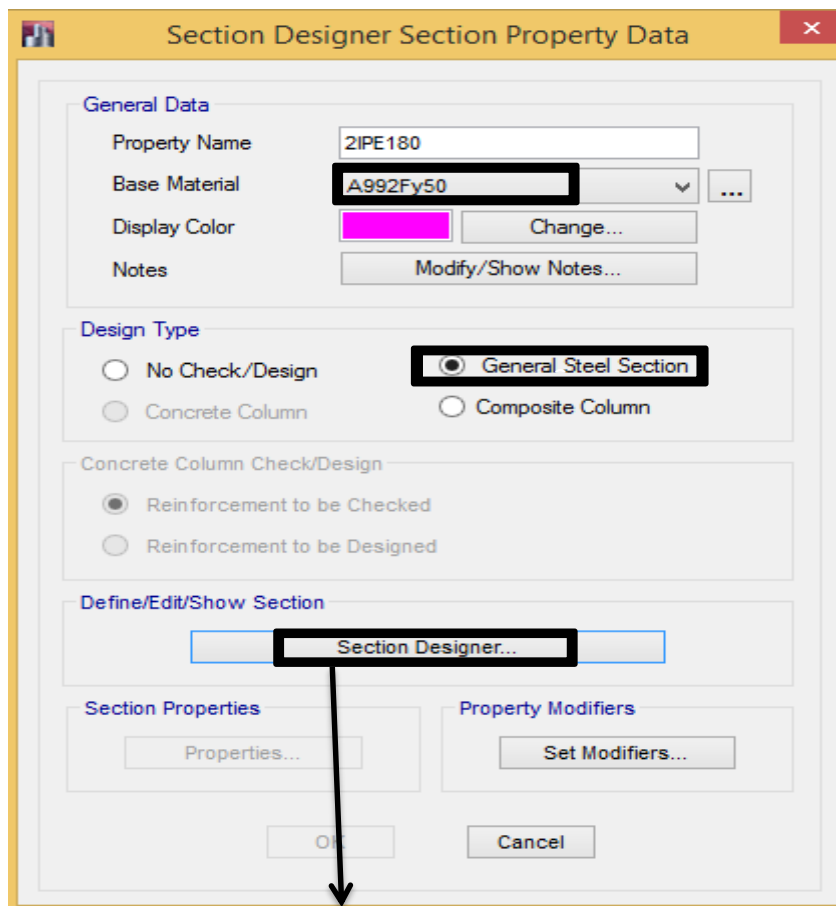 Section Designer Section Property Data
General Data
Property Name 2IPE180
Base Material A992Fy50 ...
Display Color Change...
Notes Modify/Show Notes...
Design Type
No Check/Design General Steel Section
Concrete Column Composite Column
Concrete Column Check/Design
Reinforcement to be Checked
Reinforcement to be Designed
Define/Edit/Show Section
Section Designer...
Section Properties Property Modifiers
Properties... Set Modifiers...
OK Cancel